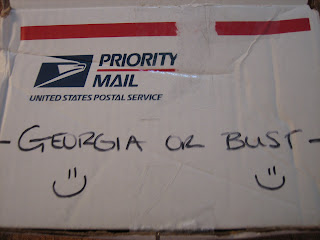 PRIORITY
MAIL
UNITED STATES POSTAL SERVICE
- GEORGIA OR BUST -